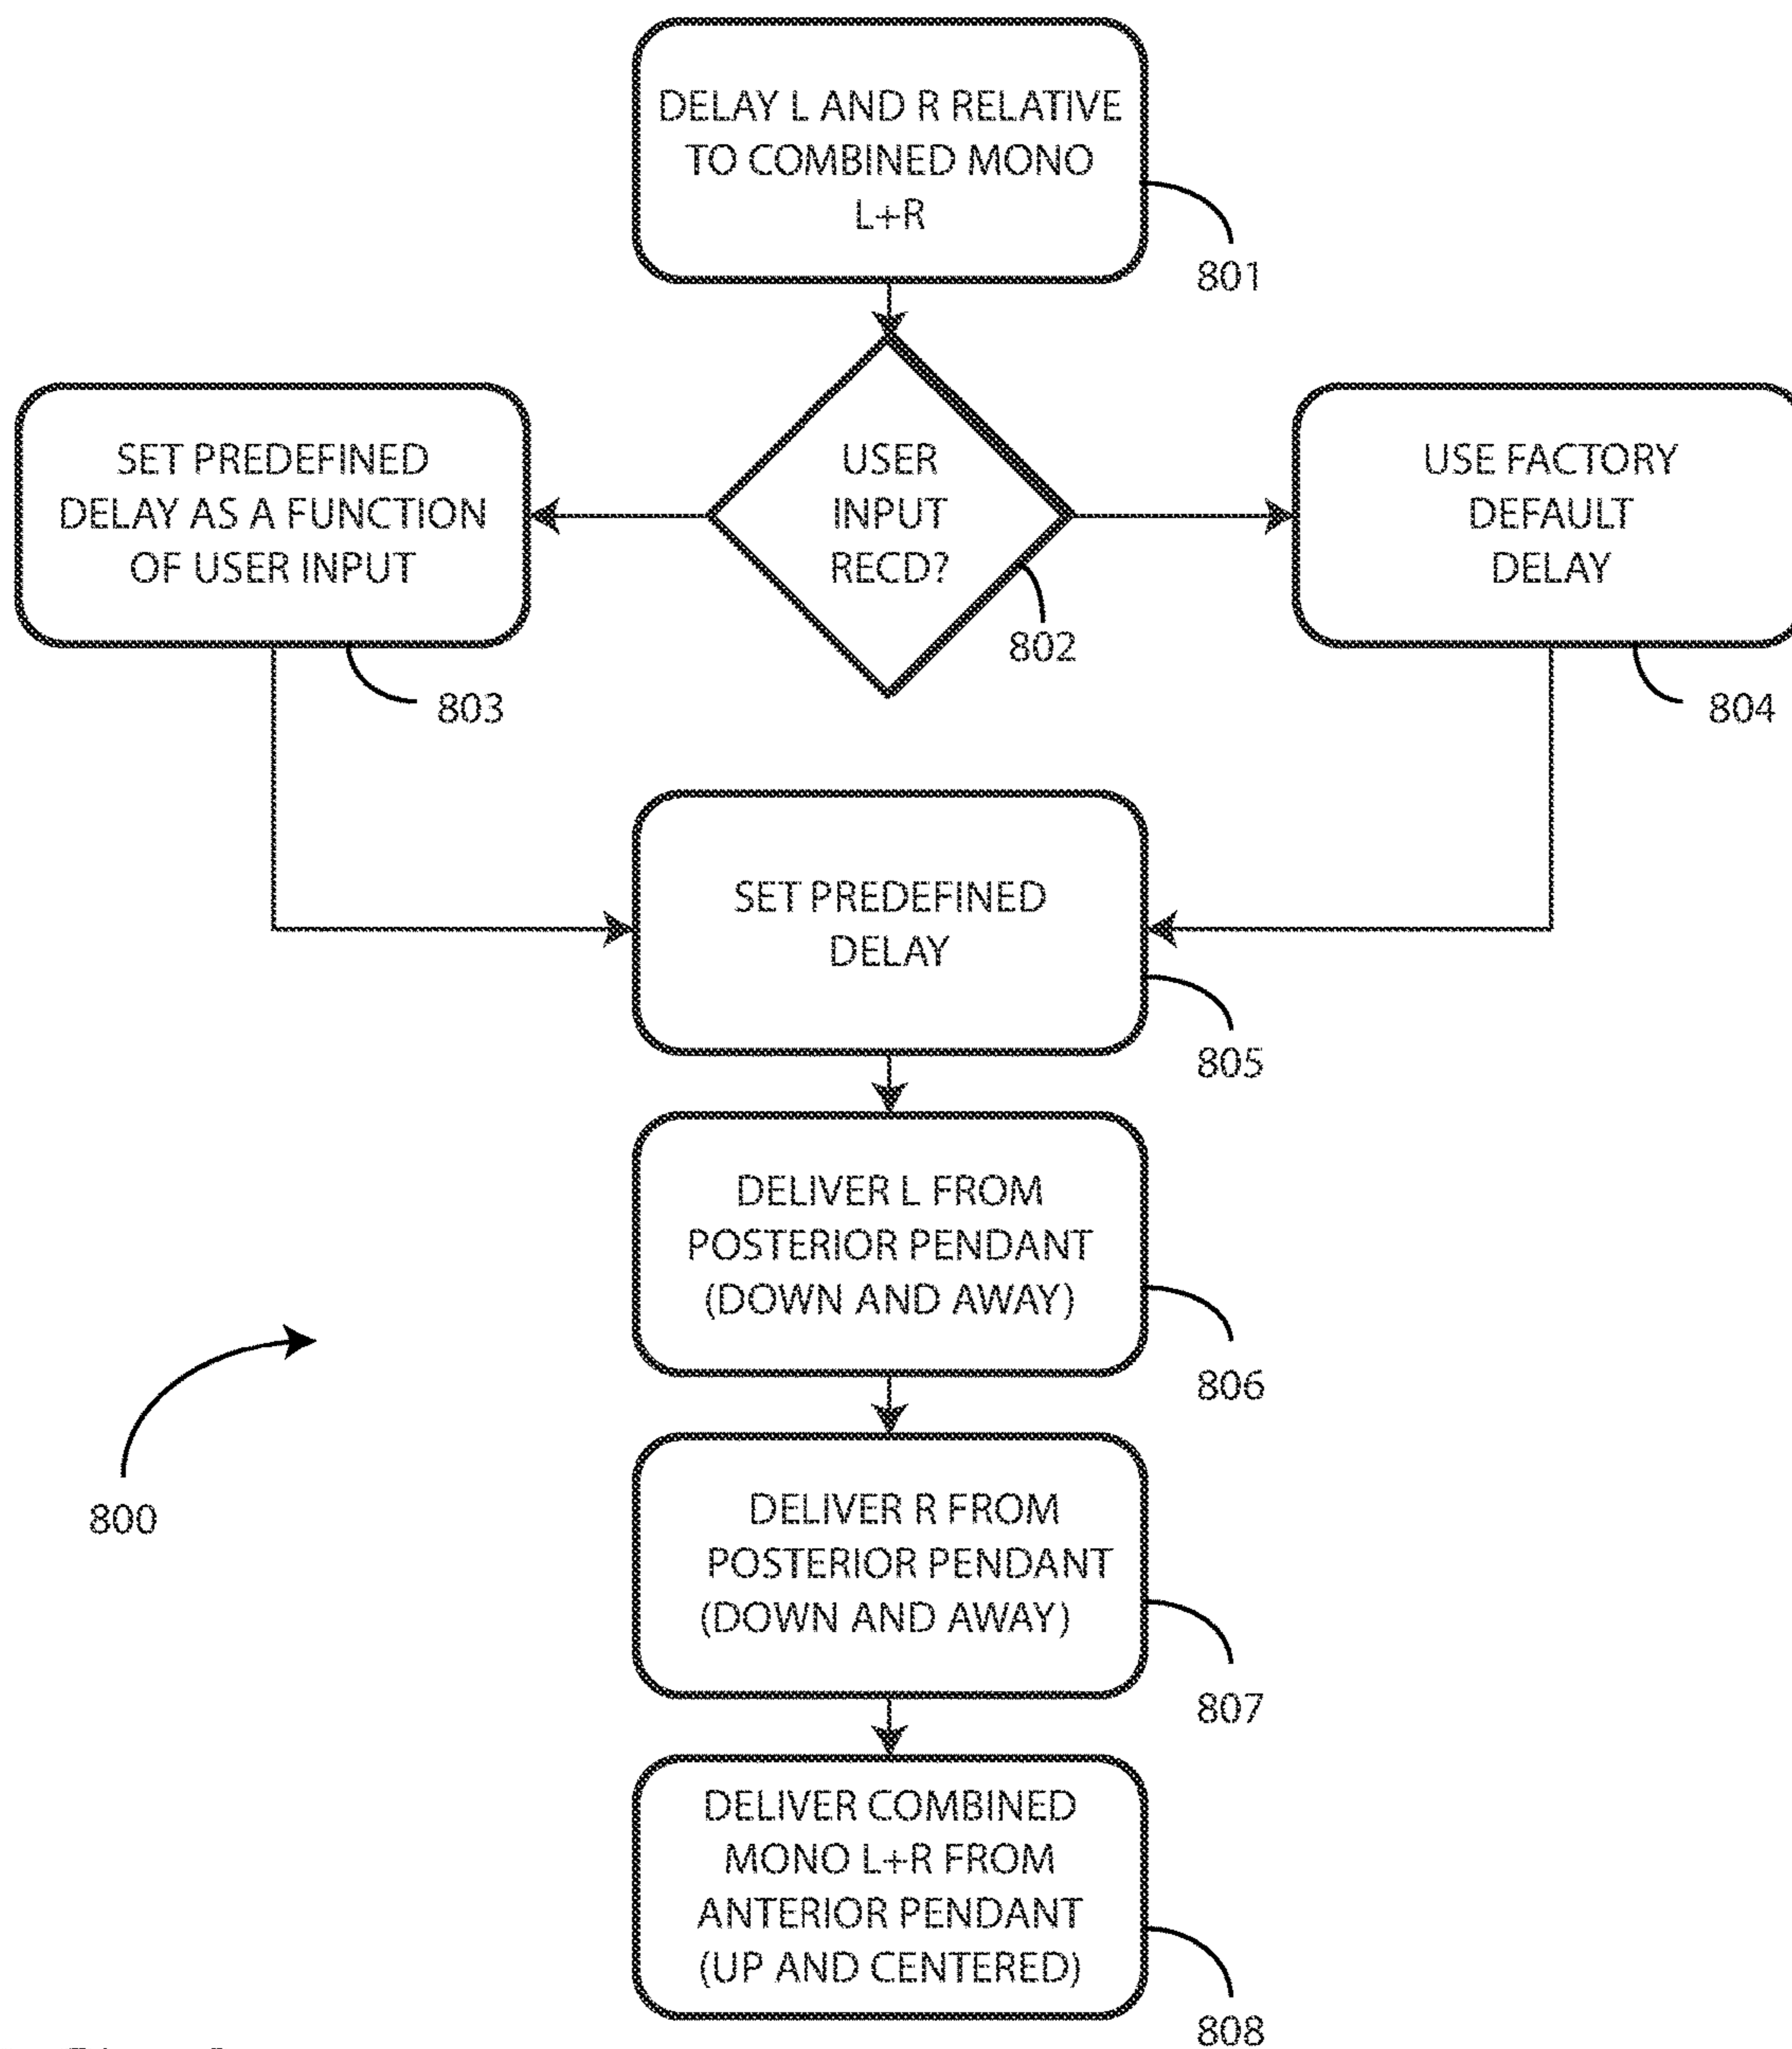 DELAY L AND R RELATIVE
TO COMBINED MONO
L+R
801
SET PREDEFINED
DELAY AS A FUNCTION
OF USER INPUT
803
USER
INPUT
RECD?
802
USE FACTORY
DEFAULT
DELAY
804
SET PREDEFINED
DELAY
805
DELIVER L FROM
POSTERIOR PENDANT
(DOWN AND AWAY)
806
800
DELIVER R FROM
POSTERIOR PENDANT
(DOWN AND AWAY)
807
DELIVER COMBINED
MONO L+R FROM
ANTERIOR PENDANT
(UP AND CENTERED)
808